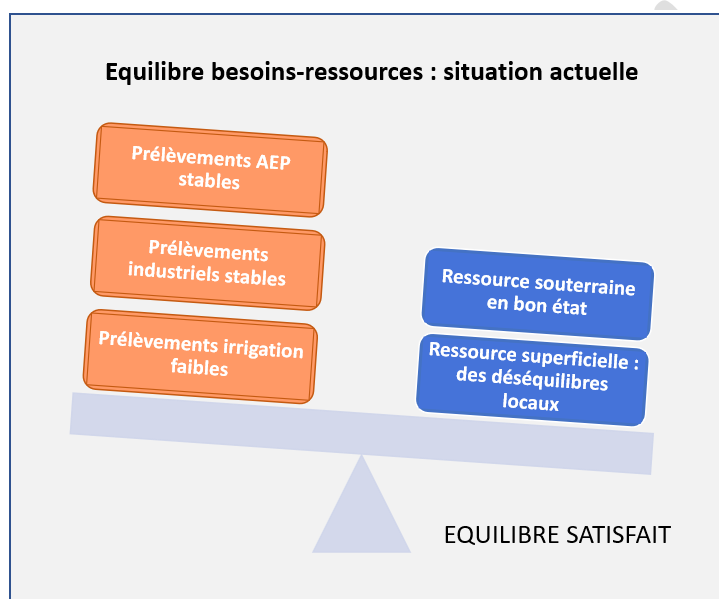 Equilibre besoins-ressources : situation actuelle
Prélèvements AEP
stables
Prélèvements
industriels stables
Prélèvements irrigation
faibles
Ressource souterraine
en bon état
Ressource superficielle :
des déséquilibres
locaux
EQUILIBRE SATISFAIT